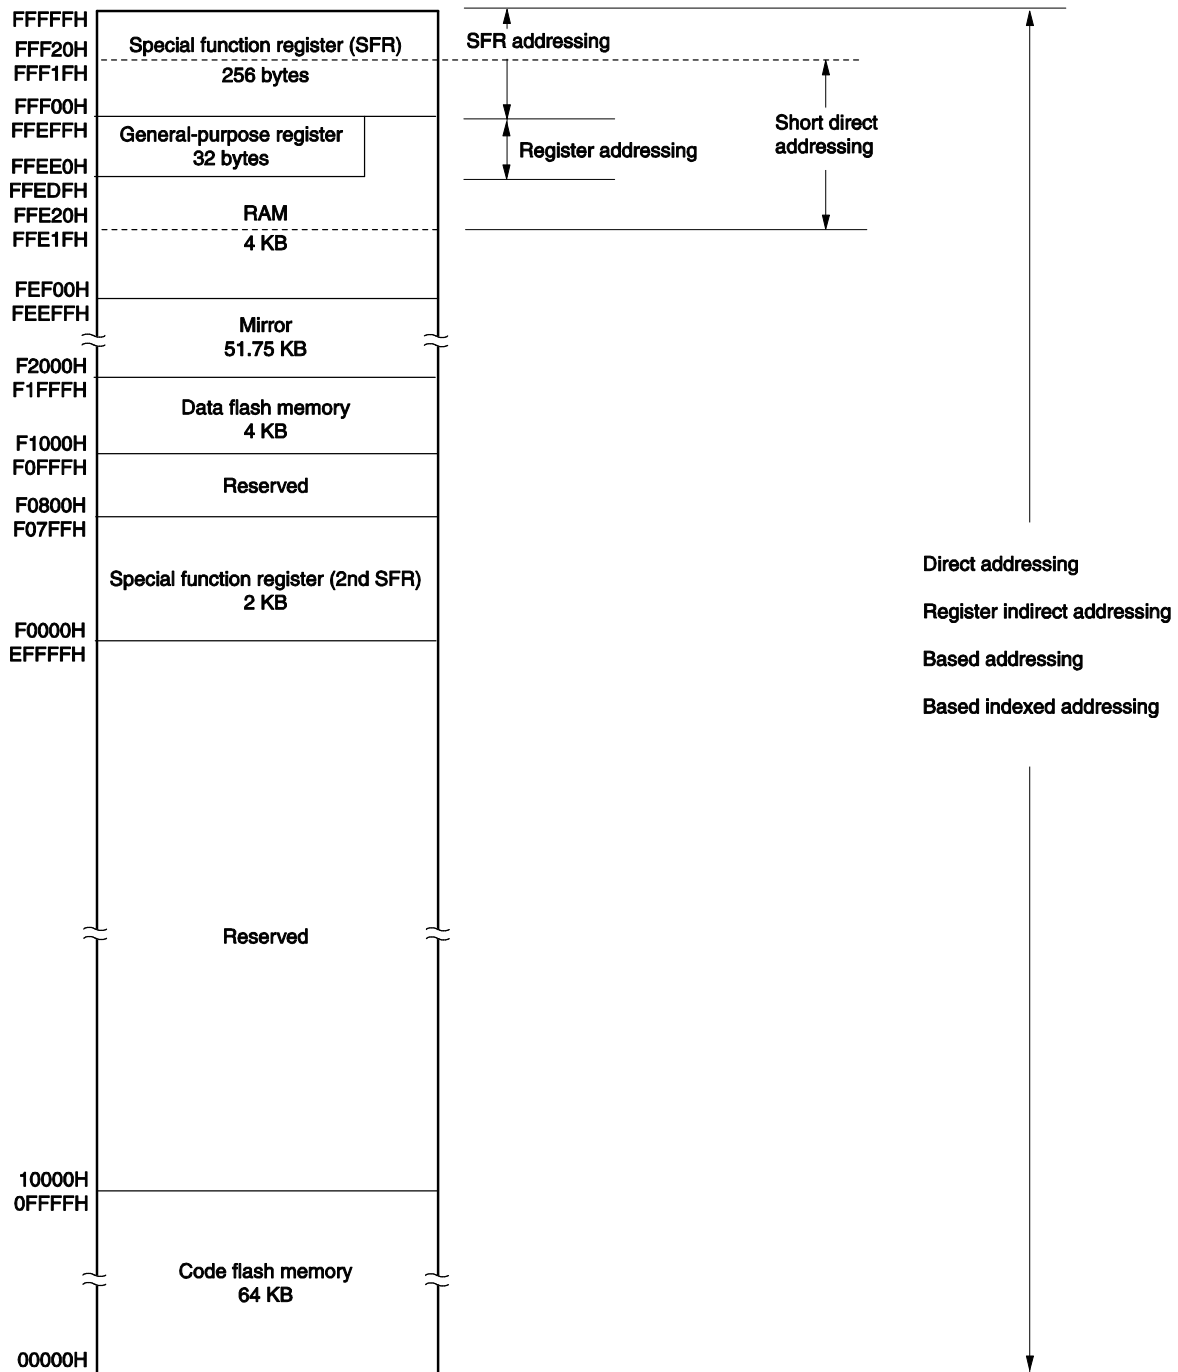 FFFFFH
FFF20H
FFF1FH
FFF00H
FFEFFH
FFEE0H
FFEDFH
FFE20H
FFE1FH
FEF00H
FEEFFH
F2000H
F1FFFH
F1000H
F0FFFH
F0800H
F07FFH
F0000H
EFFFFH
10000H
0FFFFH
00000H
Special function register (SFR)
256 bytes
General-purpose register
32 bytes
RAM
4 KB
Mirror
51.75 KB
Data flash memory
4 KB
Reserved
Special function register (2nd SFR)
2 KB
Reserved
Code flash memory
64 KB
SFR addressing
Register addressing
Short direct
addressing
Direct addressing
Register indirect addressing
Based addressing
Based indexed addressing